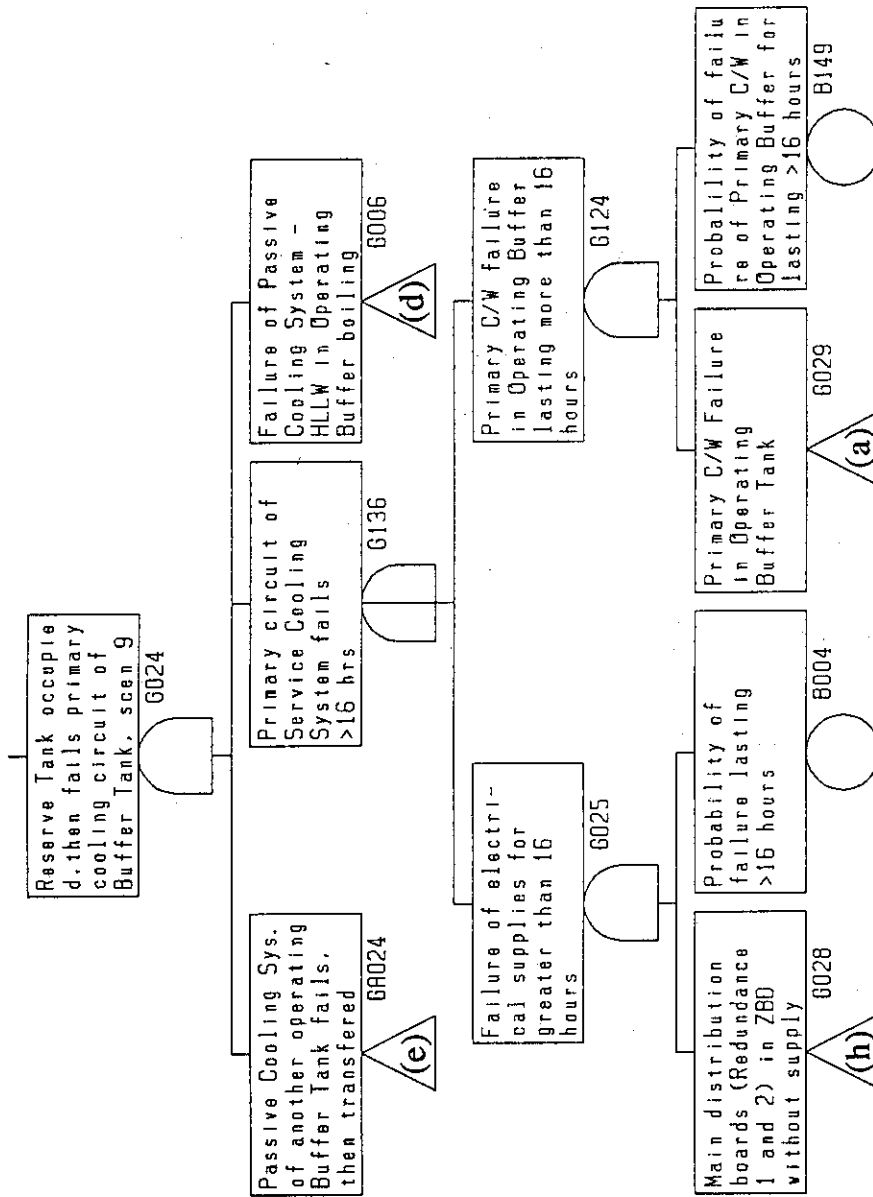 Reserve Tank occupie
d.then fails primary
cooling circuit of
Buffer Tank, scen 9
G024
Passive Cooling Sys.
of another operating
Buffer Tank fails,
then transfered
GA024
(e)
Primary circuit of
Service Cooling
System fails
>16 hrs
G136
Failure of Passive
Cooling System -
HLLW in Operating
Buffer boiling
G006
(d)
Failure of electri-
cal supplies for
greater than 16
hours
G025
Primary C/W failure
in Operating Buffer
lasting more than 16
hours
G124
Main distribution
boards (Redundance
1 and 2) in ZBD
without supply
G028
(h)
Probability of
failure lasting
>16 hours
B004
Primary C/W Failure
in Operating
Buffer Tank
G029
(a)
Probalility of failu
re of Primary C/W in
Operating Buffer for
lasting >16 hours
B149